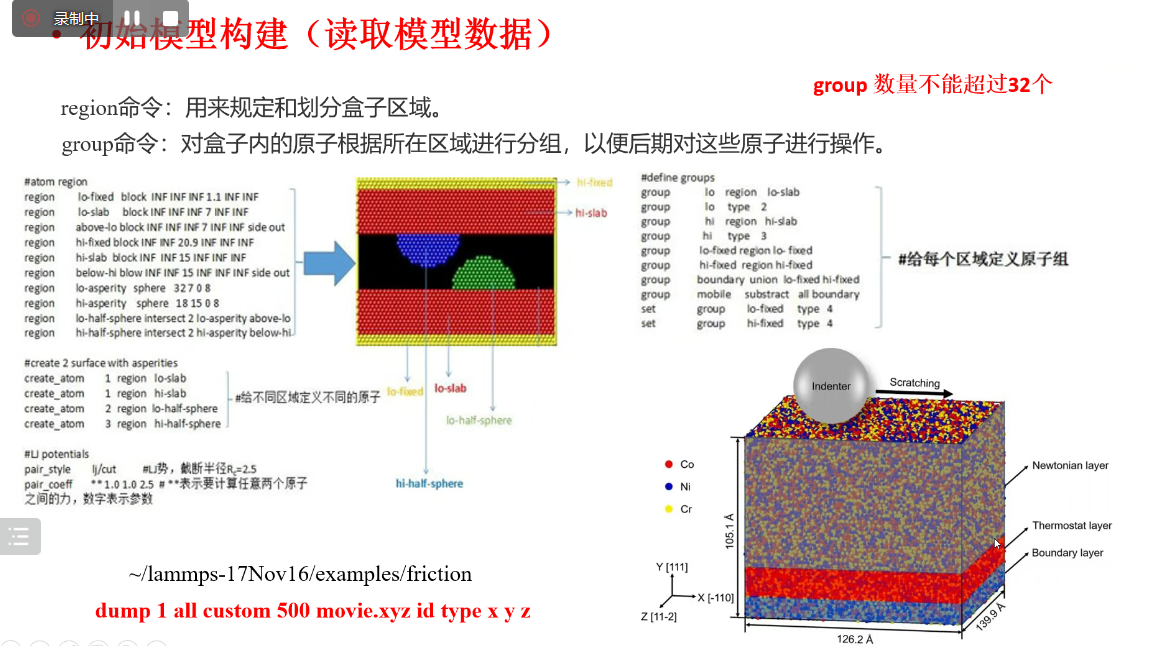 录制中
• 初始模型构建（读取模型数据）
group 数量不能超过32个
region命令：用来规定和划分盒子区域。
group命令：对盒子内的原子根据所在区域进行分组，以便后期对这些原子进行操作。
#atom region
region lo-fixed block INF INF INF 1.1 INF INF
region lo-slab block INF INF INF 7 INF INF
region above-lo block INF INF INF 7 INF INF side out
region hi-fixed block INF INF 20.9 INF INF INF
region hi-slab block INF INF 15 INF INF INF
region below-hi blow INF INF 15 INF INF INF side out
region lo-asperity sphere 32 7 0 8
region hi-asperity sphere 18 15 0 8
region lo-half-sphere intersect 2 lo-asperity above-lo
region hi-half-sphere intersect 2 hi-asperity below-hi
#create 2 surface with asperities
create_atom 1 region lo-slab
create_atom 1 region hi-slab
create_atom 2 region lo-half-sphere
create_atom 3 region hi-half-sphere
#给不同区域定义不同的原子
#LJ potentials
pair_style lj/cut #LJ势，截断半径Rc=2.5
pair_coeff * * 1.0 1.0 2.5 # **表示要计算任意两个原子
之间的力，数字表示参数
hi-fixed
hi-slab
lo-fixed
lo-slab
lo-half-sphere
hi-half-sphere
#define groups
group lo region lo-slab
group lo type 2
group hi region hi-slab
group hi type 3
group lo-fixed region lo- fixed
group hi-fixed region hi-fixed
group boundary union lo-fixed hi-fixed
group mobile substract all boundary
set group lo-fixed type 4
set group hi-fixed type 4
#给每个区域定义原子组
~/lammps-17Nov16/examples/friction
dump 1 all custom 500 movie.xyz id type x y z
Indenter
Scratching
Co
Ni
Cr
Newtonian layer
Thermostat layer
Boundary layer
105.1 Å
126.2 Å
139.9 Å
Y [111]
X [-110]
Z [11-2]